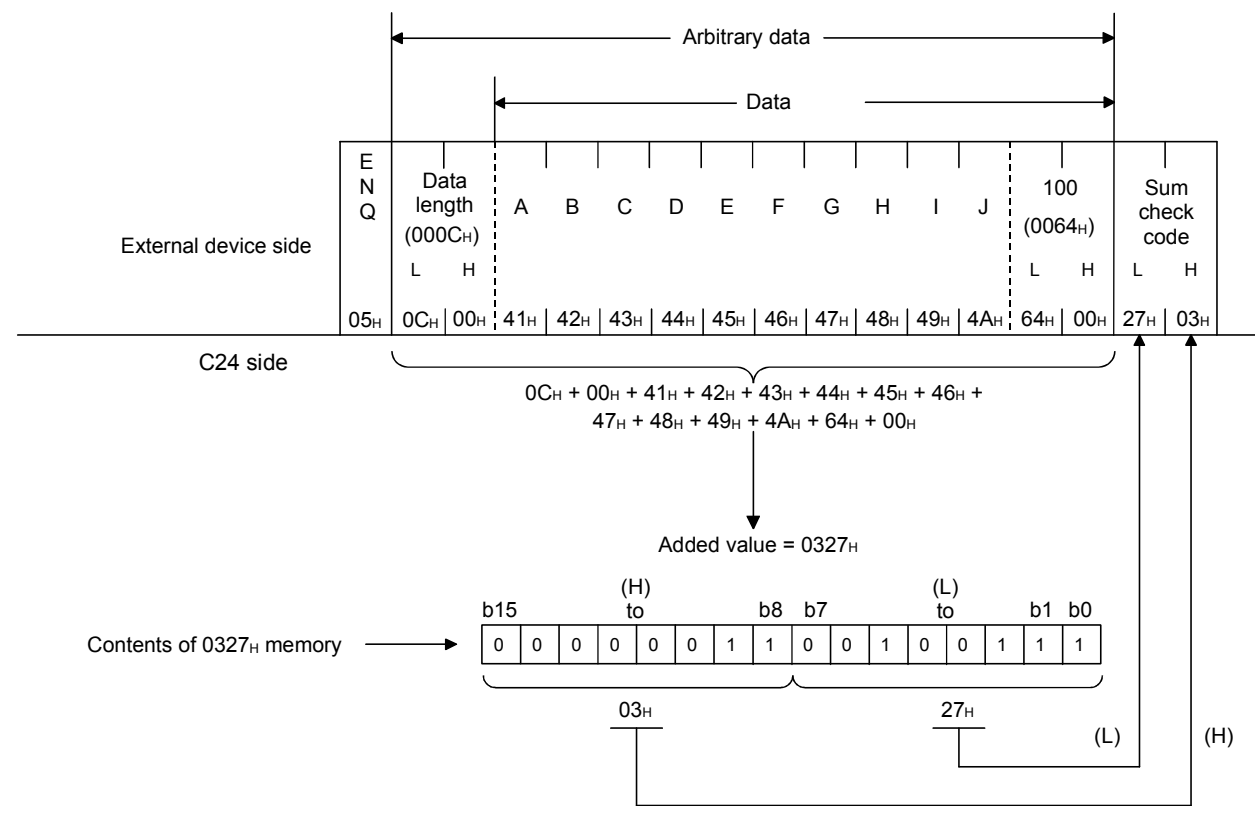 Arbitrary data
Data
E
N
Q
Data
length
(000CH)
L H
A B C D E F G H I J
100
(0064H)
L H
Sum
check
code
L H
External device side
05H 0CH 00H 41H 42H 43H 44H 45H 46H 47H 48H 49H 4AH 64H 00H 27H 03H
C24 side
0CH + 00H + 41H + 42H + 43H + 44H + 45H + 46H +
47H + 48H + 49H + 4AH + 64H + 00H
Added value = 0327H
(H) (L)
b15 to b8 b7 to b1 b0
Contents of 0327H memory
0 0 0 0 0 0 1 1 0 0 1 0 0 1 1 1
03H 27H
(L) (H)